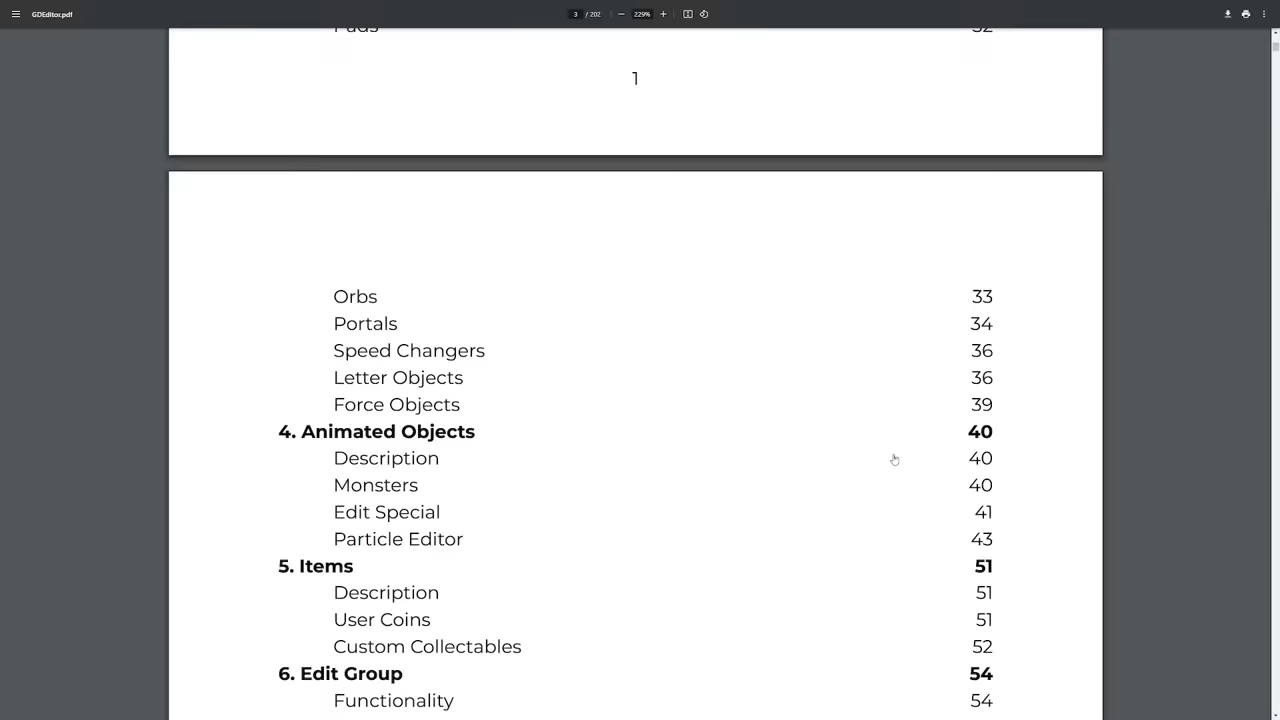 GDEditor.pdf 3 / 202 229%
Pads 32
1
Orbs 33
Portals 34
Speed Changers 36
Letter Objects 36
Force Objects 39
4. Animated Objects 40
Description 40
Monsters 40
Edit Special 41
Particle Editor 43
5. Items 51
Description 51
User Coins 51
Custom Collectables 52
6. Edit Group 54
Functionality 54